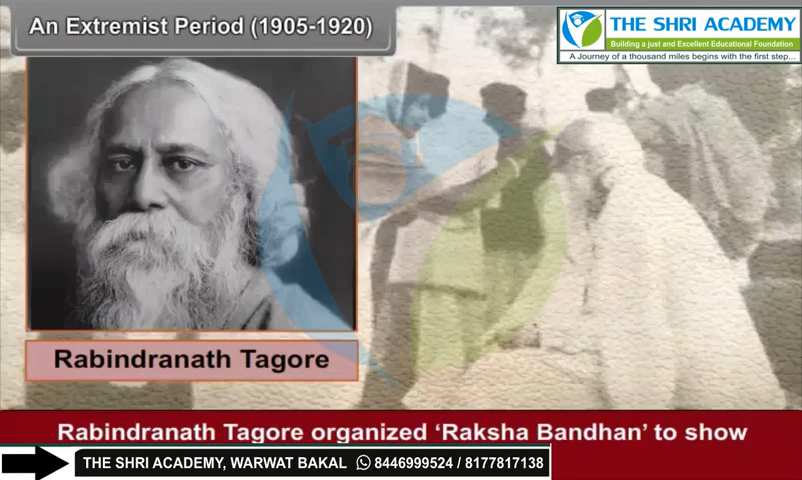 An Extremist Period (1905-1920)
THE SHRI ACADEMY
Building a just and Excellent Educational Foundation
A Journey of a thousand miles begins with the first step...
Rabindranath Tagore
Rabindranath Tagore organized ‘Raksha Bandhan’ to show
THE SHRI ACADEMY, WARWAT BAKAL 8446999524 / 8177817138